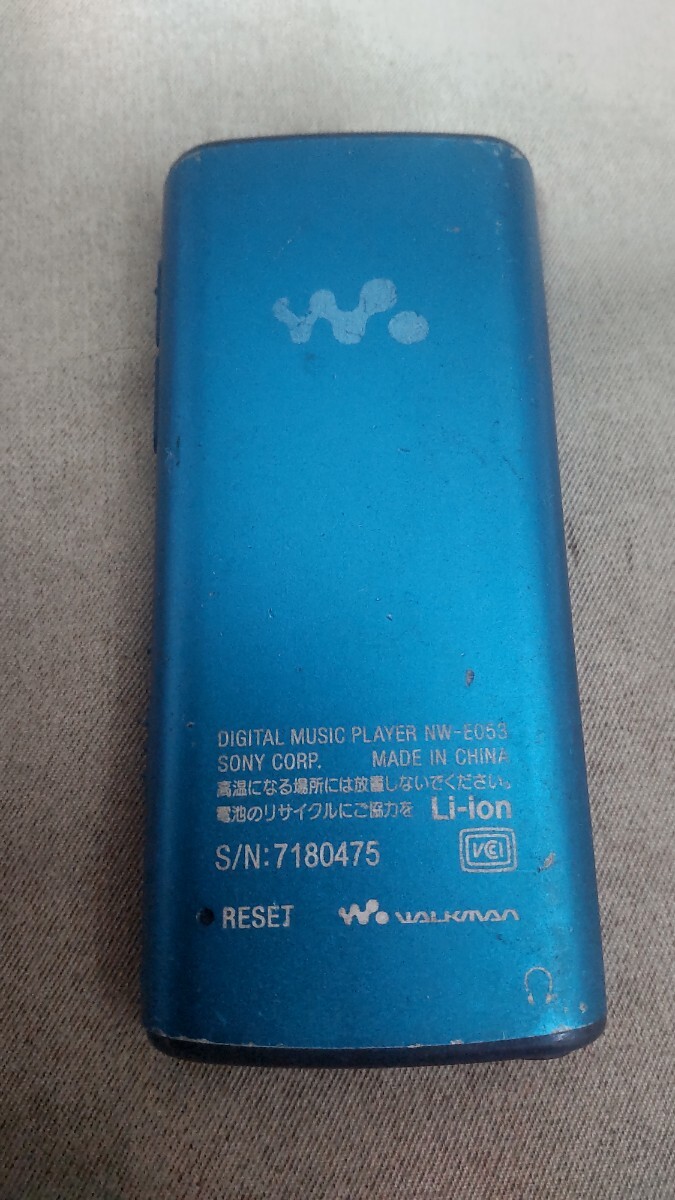 DIGITAL MUSIC PLAYER NW-E053
SONY CORP. MADE IN CHINA
高温になる場所には放置しないでください。
電池のリサイクルにご協力を Li-ion
S/N:7180475 VCI
RESET WALKMAN